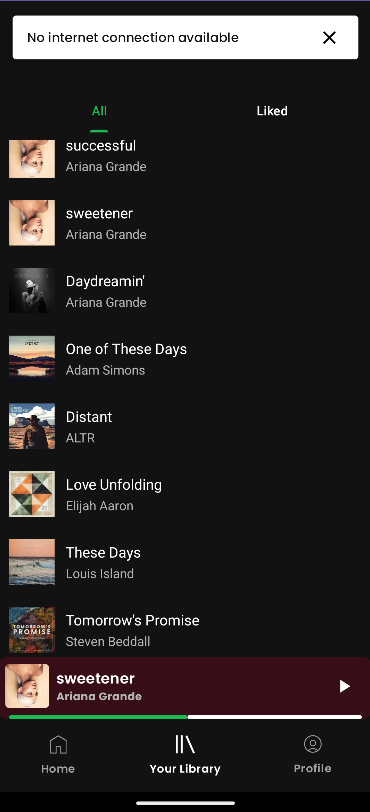 No internet connection available
All
Liked
successful
Ariana Grande
sweetener
Ariana Grande
Daydreamin'
Ariana Grande
One of These Days
Adam Simons
Distant
ALTR
Love Unfolding
Elijah Aaron
These Days
Louis Island
TOMORROW'S
PROMISE
Tomorrow's Promise
Steven Beddall
sweetener
Ariana Grande
Home
Your Library
Profile